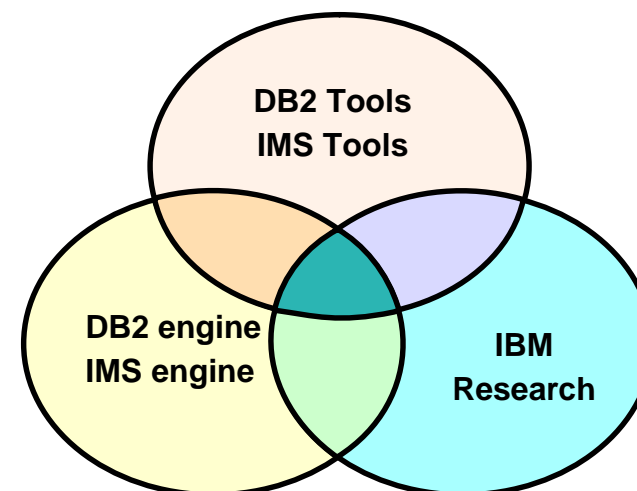 DB2 Tools
IMS Tools
DB2 engine
IMS engine
IBM
Research